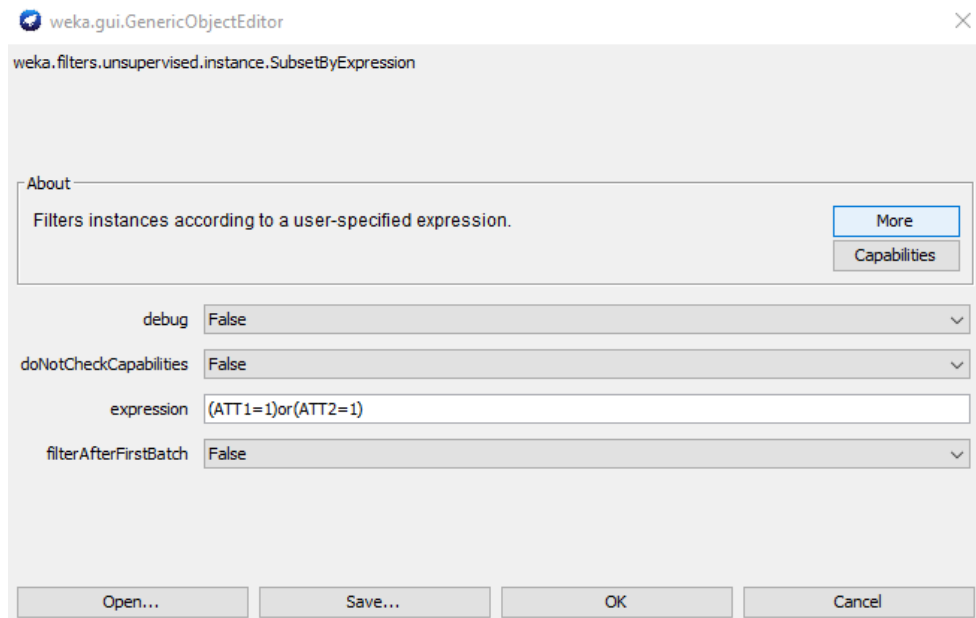 weka.gui.GenericObjectEditor
weka.filters.unsupervised.instance.SubsetByExpression
About
Filters instances according to a user-specified expression.
More
Capabilities
debug False
doNotCheckCapabilities False
expression (ATT1=1)or(ATT2=1)
filterAfterFirstBatch False
Open... Save... OK Cancel